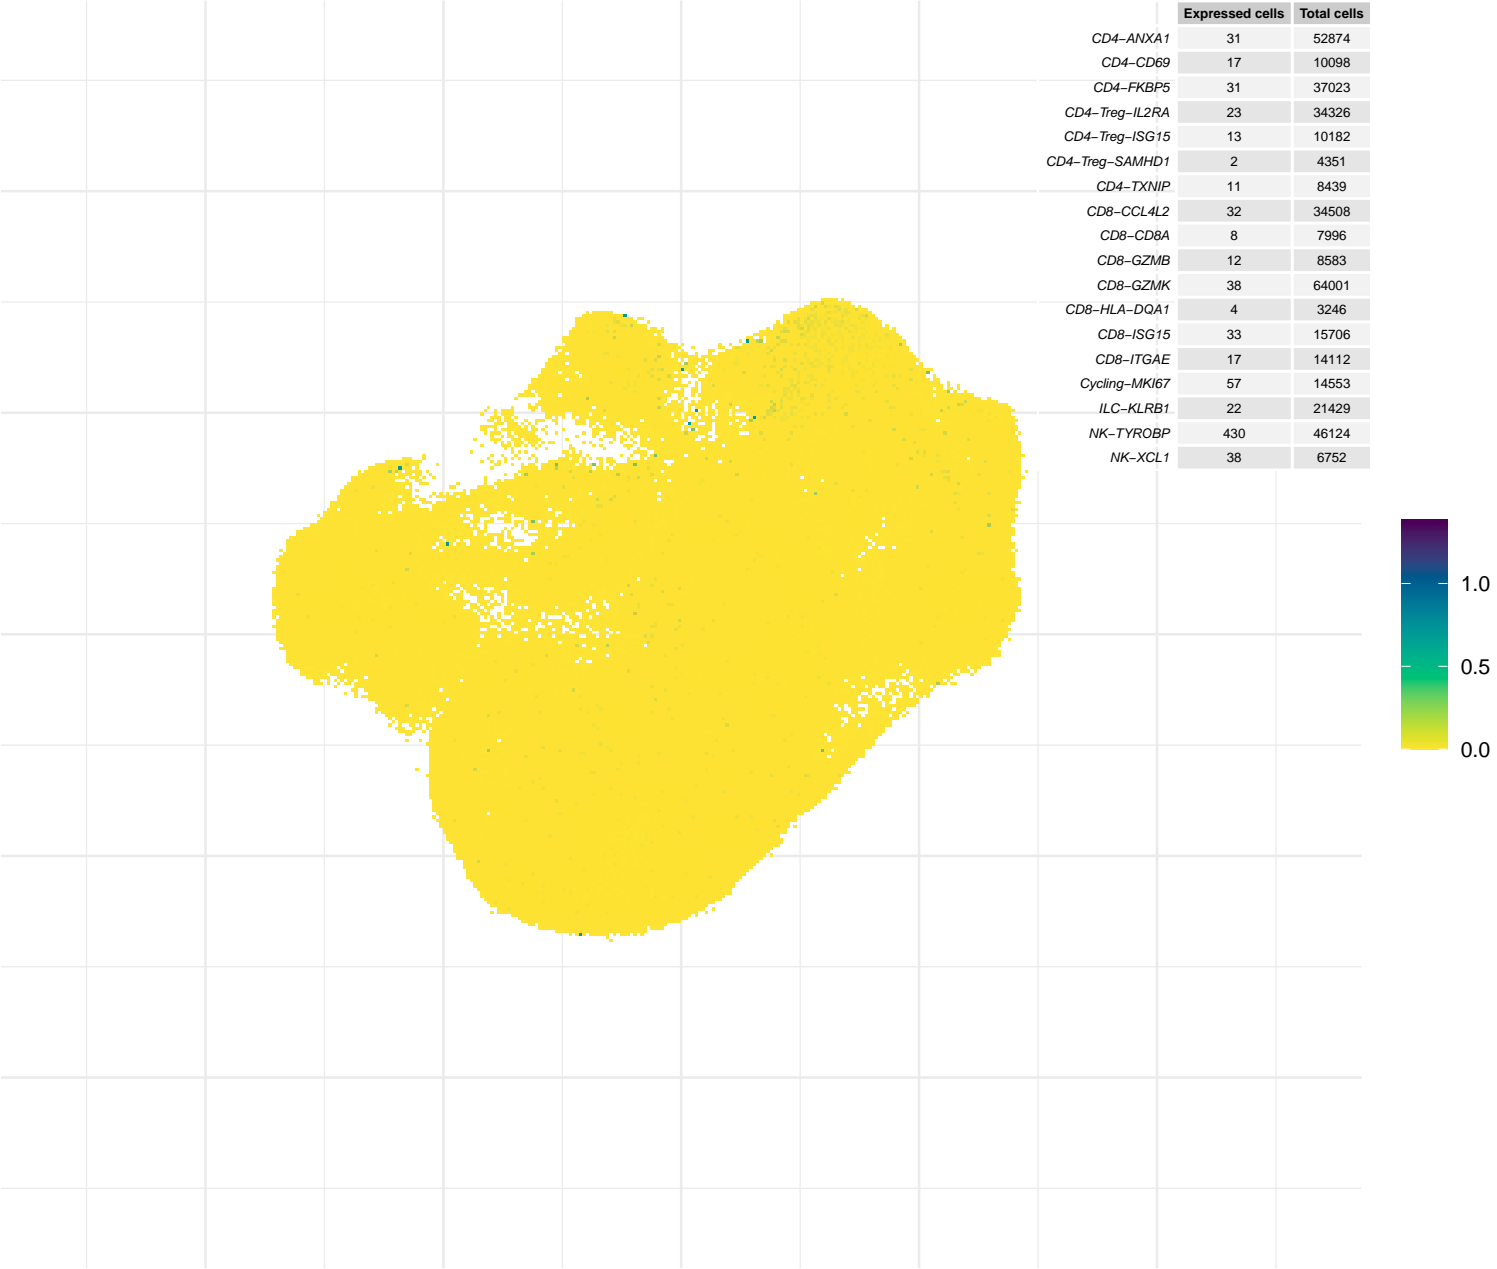 Expressed cells Total cells
CD4−ANXA1 31 52874
CD4−CD69 17 10098
CD4−FKBP5 31 37023
CD4−Treg−IL2RA 23 34326
CD4−Treg−ISG15 13 10182
CD4−Treg−SAMHD1 2 4351
CD4−TXNIP 11 8439
CD8−CCL4L2 32 34508
CD8−CD8A 8 7996
CD8−GZMB 12 8583
CD8−GZMK 38 64001
CD8−HLA−DQA1 4 3246
CD8−ISG15 33 15706
CD8−ITGAE 17 14112
Cycling−MKI67 57 14553
ILC−KLRB1 22 21429
NK−TYROBP 430 46124
NK−XCL1 38 6752
1.0
0.5
0.0